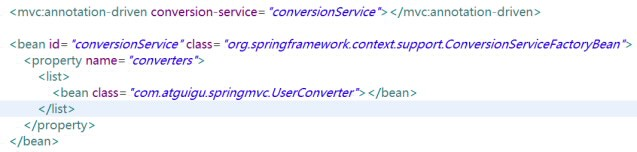 <mvc:annotation-driven conversion-service="conversionService"></mvc:annotation-driven>
<bean id="conversionService" class="org.springframework.context.support.ConversionServiceFactoryBean">
<property name="converters">
<list>
<bean class="com.atguigu.springmvc.UserConverter"></bean>
</list>
</property>
</bean>